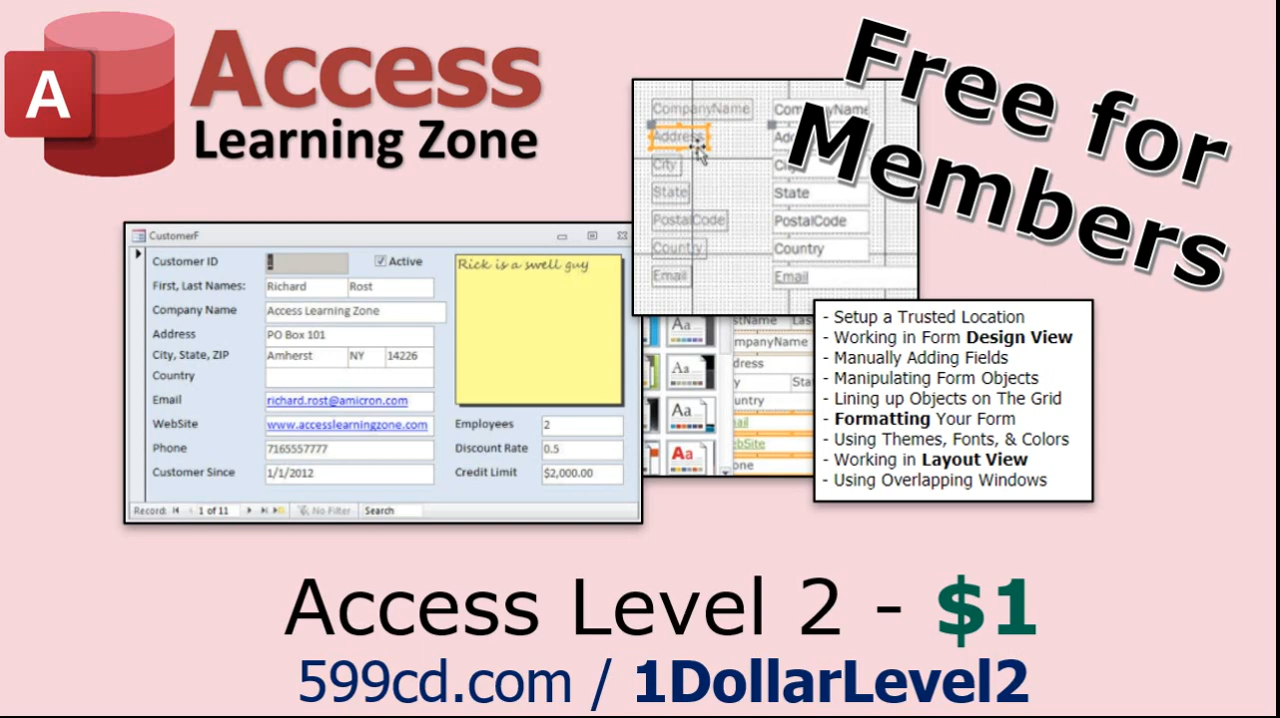 A
Access
Learning Zone
Free for
Members
CompanyName CompanyName
Address
City
State State
PostalCode PostalCode
Country Country
Email Email
CustomerF
Customer ID Active
First, Last Names: Richard Rost
Company Name Access Learning Zone
Address PO Box 101
City, State, ZIP Amherst NY 14226
Country
Email richard.rost@amicron.com
WebSite www.accesslearningzone.com
Phone 7165557777
Customer Since 1/1/2012
Rick is a swell guy
Employees 2
Discount Rate 0.5
Credit Limit $2,000.00
Record: 1 of 11 No Filter Search
Aa
Aa
Aa
Aa
- Setup a Trusted Location
- Working in Form Design View
- Manually Adding Fields
- Manipulating Form Objects
- Lining up Objects on The Grid
- Formatting Your Form
- Using Themes, Fonts, & Colors
- Working in Layout View
- Using Overlapping Windows
Access Level 2 - $1
599cd.com / 1DollarLevel2